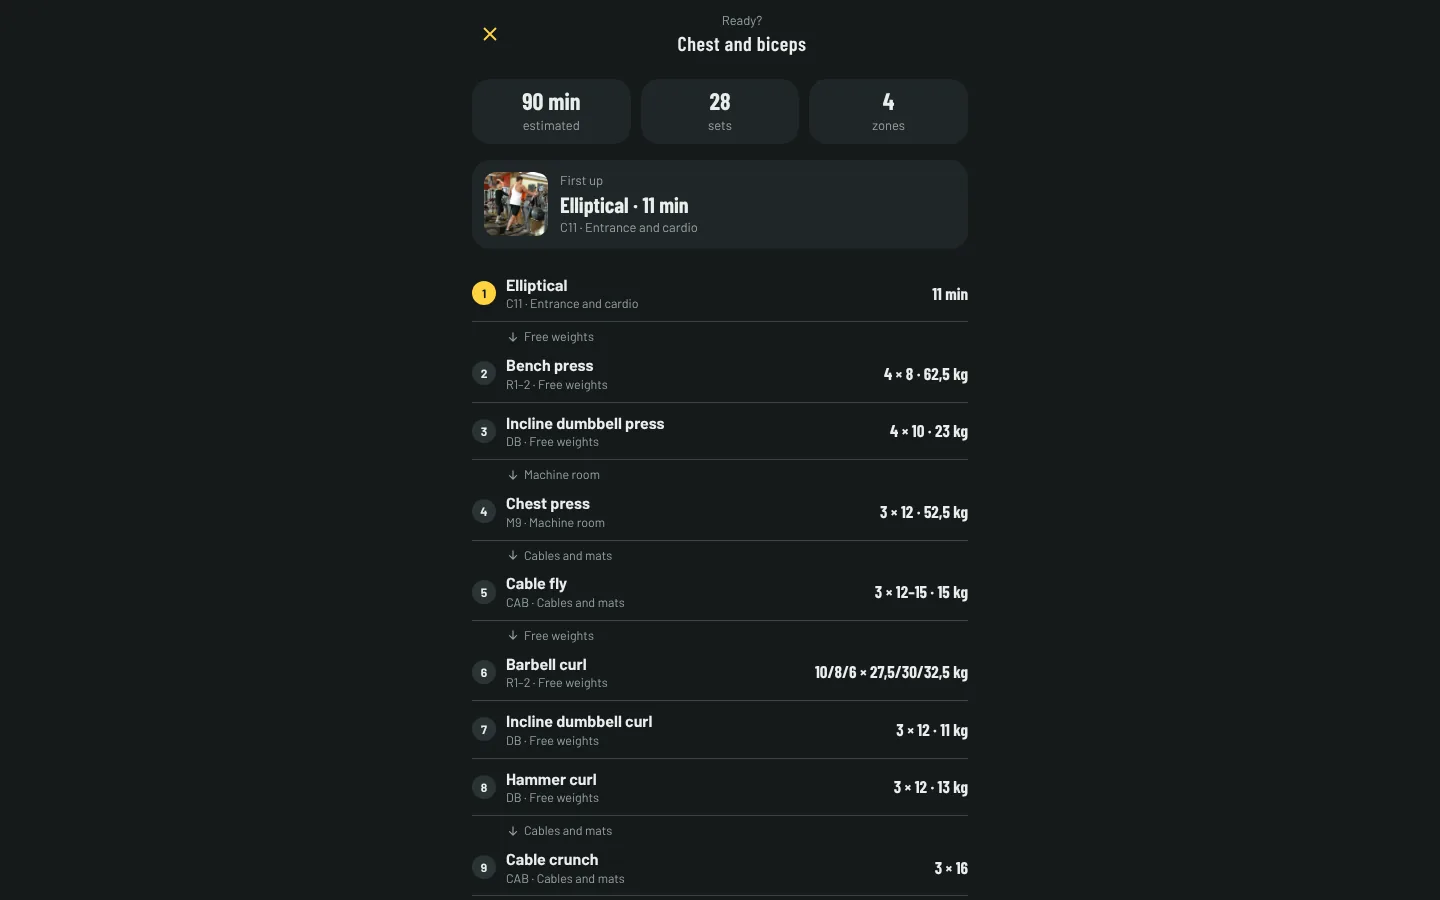 Ready?
Chest and biceps
90 min
estimated
28
sets
4
zones
First up
Elliptical · 11 min
C11 · Entrance and cardio
1
Elliptical
C11 · Entrance and cardio
11 min
↓ Free weights
2
Bench press
R1–2 · Free weights
4 × 8 · 62,5 kg
3
Incline dumbbell press
DB · Free weights
4 × 10 · 23 kg
↓ Machine room
4
Chest press
M9 · Machine room
3 × 12 · 52,5 kg
↓ Cables and mats
5
Cable fly
CAB · Cables and mats
3 × 12–15 · 15 kg
↓ Free weights
6
Barbell curl
R1–2 · Free weights
10/8/6 × 27,5/30/32,5 kg
7
Incline dumbbell curl
DB · Free weights
3 × 12 · 11 kg
8
Hammer curl
DB · Free weights
3 × 12 · 13 kg
↓ Cables and mats
9
Cable crunch
CAB · Cables and mats
3 × 16